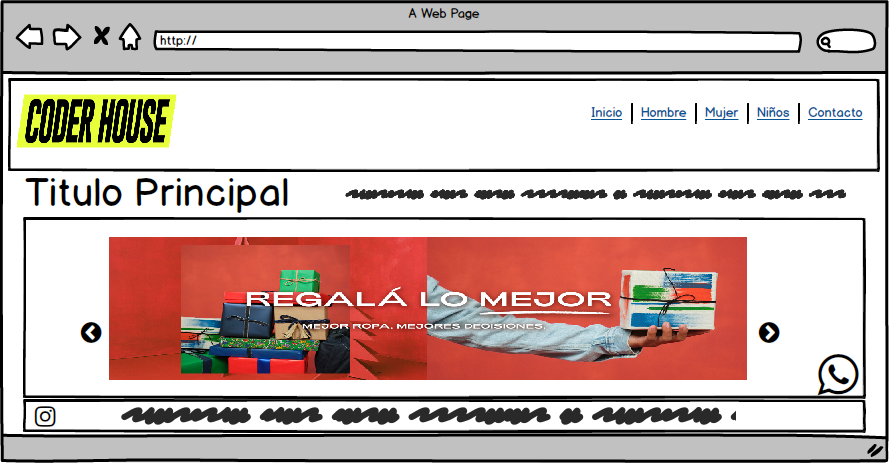 A Web Page
http://
CODER HOUSE
Inicio Hombre Mujer Niños Contacto
Titulo Principal
REGALÁ LO MEJOR
MEJOR ROPA. MEJORES DECISIONES.